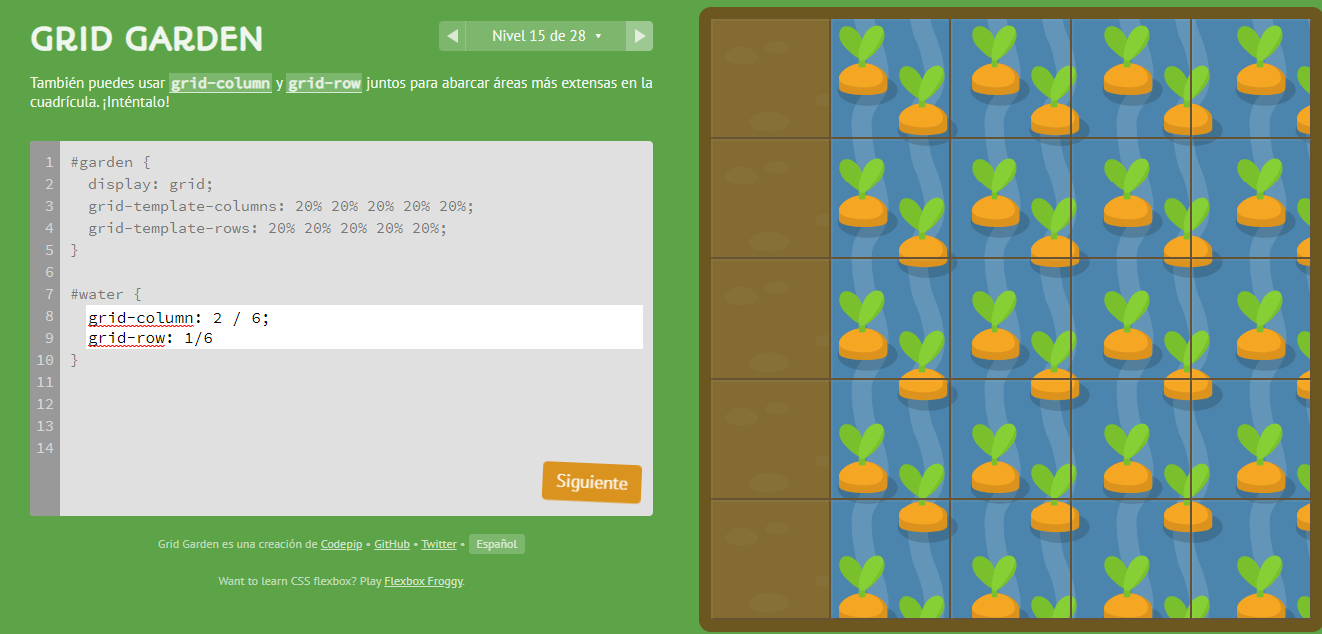 GRID GARDEN
◀ Nivel 15 de 28 ▾ ▶
También puedes usar grid-column y grid-row juntos para abarcar áreas más extensas en la
cuadrícula. ¡Inténtalo!
1 #garden {
2 display: grid;
3 grid-template-columns: 20% 20% 20% 20% 20%;
4 grid-template-rows: 20% 20% 20% 20% 20%;
5 }
6
7 #water {
8 grid-column: 2 / 6;
9 grid-row: 1/6
10 }
11
12
13
14
Siguiente
Grid Garden es una creación de Codepip • GitHub • Twitter • Español
Want to learn CSS flexbox? Play Flexbox Froggy.